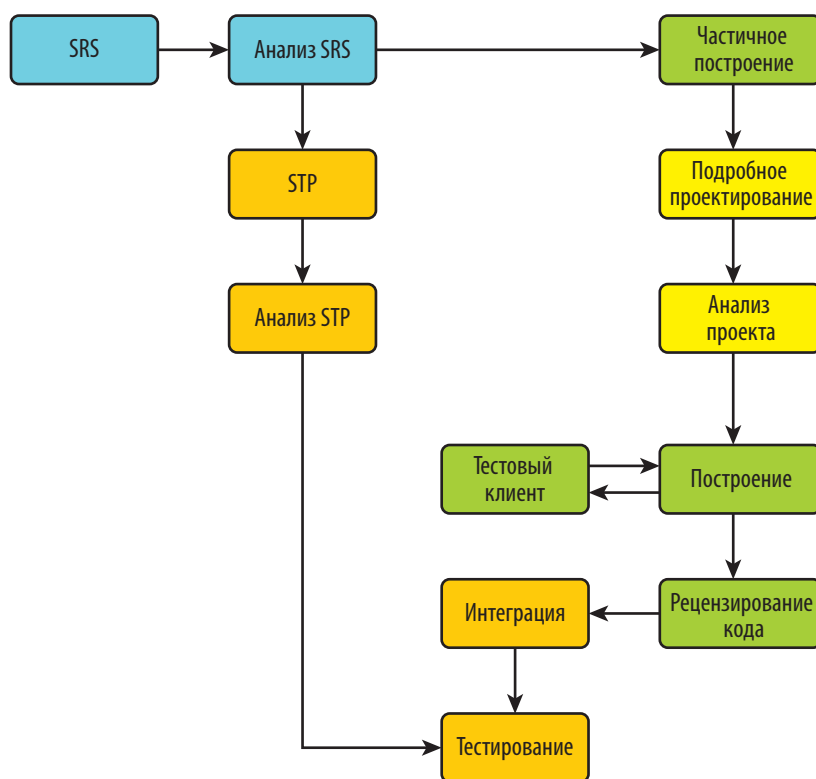 SRS
Анализ SRS
Частичное
построение
STP
Подробное
проектирование
Анализ STP
Анализ
проекта
Тестовый
клиент
Построение
Интеграция
Рецензирование
кода
Тестирование